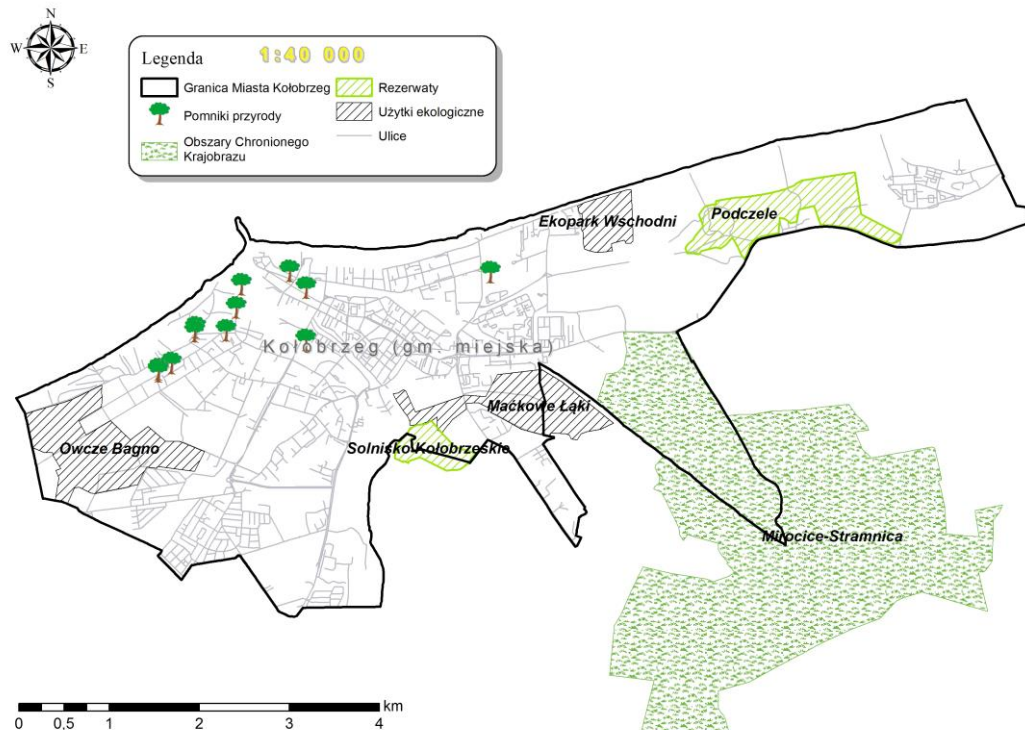 N
W E
S
Legenda 1:40 000
Granica Miasta Kołobrzeg
Pomniki przyrody
Obszary Chronionego
Krajobrazu
Rezerwaty
Użytki ekologiczne
Ulice
Ekopark Wschodni
Podczele
Kołobrzeg (gm. miejska)
Maćkowe Łąki
Owcze Bagno
Solnisko Kołobrzeskie
Mirocice-Stramnica
km
0 0,5 1 2 3 4